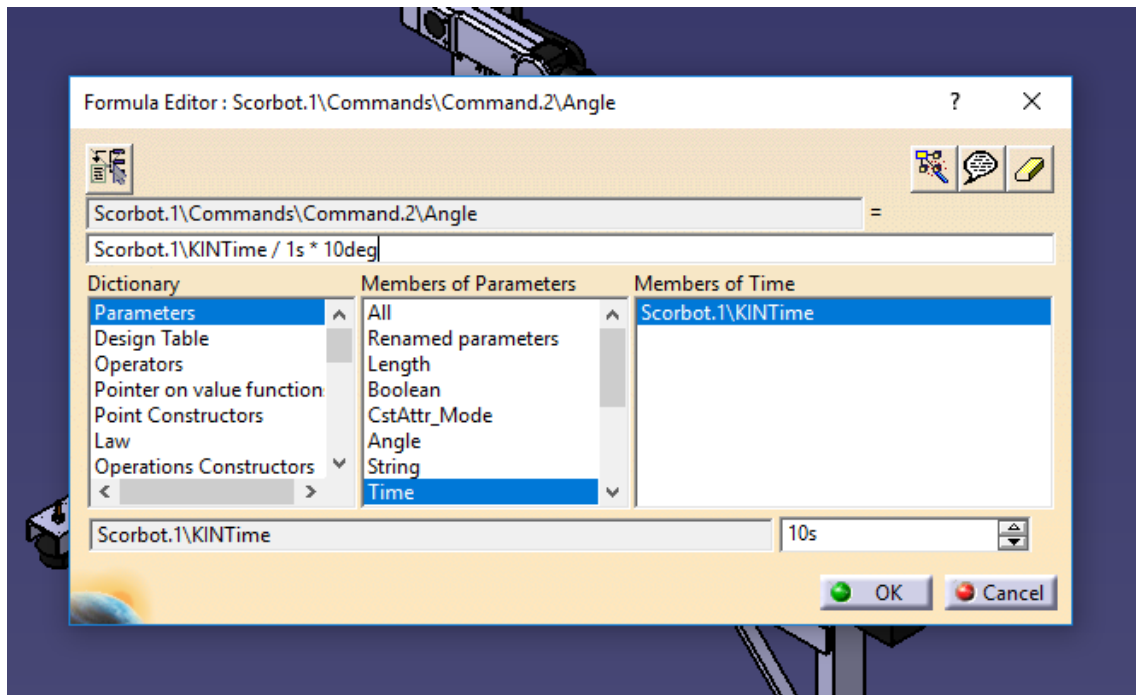 Formula Editor : Scorbot.1\Commands\Command.2\Angle ? X
Scorbot.1\Commands\Command.2\Angle =
Scorbot.1\KINTime / 1s * 10deg
Dictionary Members of Parameters Members of Time
Parameters All Scorbot.1\KINTime
Design Table Renamed parameters
Operators Length
Pointer on value function Boolean
Point Constructors CstAttr_Mode
Law Angle
Operations Constructors String
Time
Scorbot.1\KINTime 10s
OK Cancel